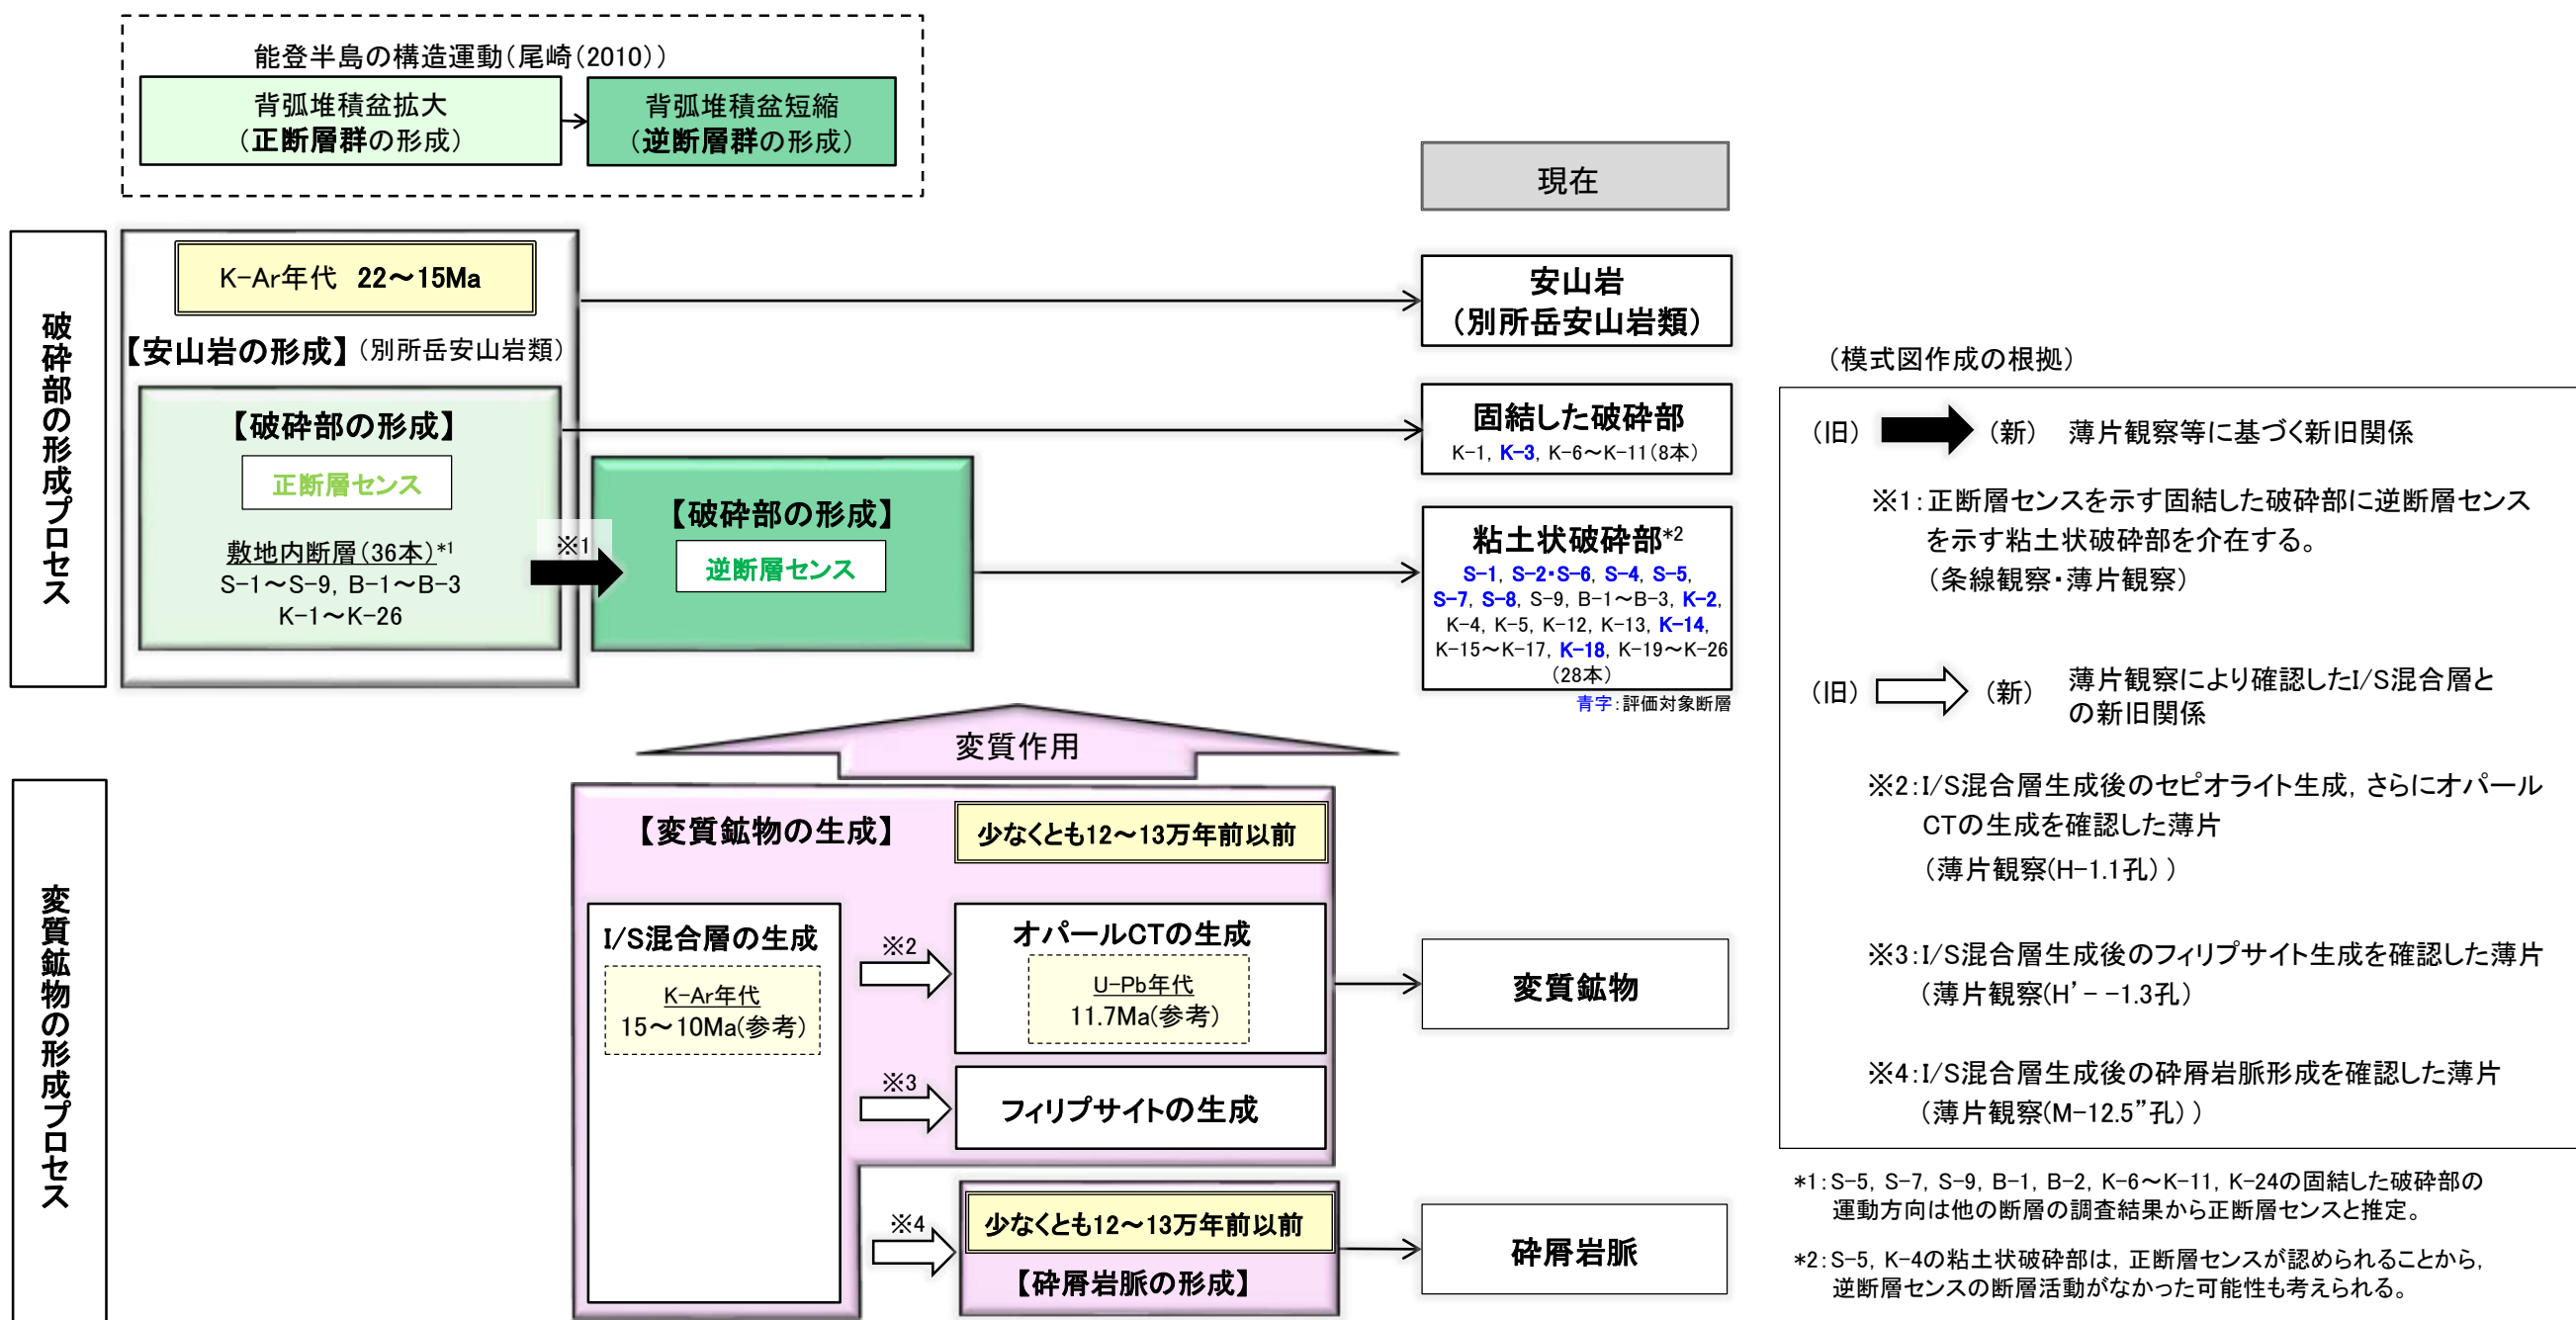 能登半島の構造運動(尾崎(2010))
背弧堆積盆拡大
(正断層群の形成)
背弧堆積盆短縮
(逆断層群の形成)
現在
破砕部の形成プロセス
K-Ar年代 22～15Ma
【安山岩の形成】(別所岳安山岩類)
【破砕部の形成】
正断層センス
敷地内断層(36本)*1
S-1～S-9, B-1～B-3
K-1～K-26
※1
【破砕部の形成】
逆断層センス
安山岩
(別所岳安山岩類)
固結した破砕部
K-1, K-3, K-6～K-11(8本)
粘土状破砕部*2
S-1, S-2・S-6, S-4, S-5,
S-7, S-8, S-9, B-1～B-3, K-2,
K-4, K-5, K-12, K-13, K-14,
K-15～K-17, K-18, K-19～K-26
(28本)
青字:評価対象断層
変質作用
変質鉱物の形成プロセス
【変質鉱物の生成】
少なくとも12～13万年前以前
I/S混合層の生成
K-Ar年代
15～10Ma(参考)
※2
オパールCTの生成
U-Pb年代
11.7Ma(参考)
※3
フィリプサイトの生成
変質鉱物
※4
少なくとも12～13万年前以前
【砕屑岩脈の形成】
砕屑岩脈
(模式図作成の根拠)
(旧) (新) 薄片観察等に基づく新旧関係
※1:正断層センスを示す固結した破砕部に逆断層センス
を示す粘土状破砕部を介在する。
(条線観察・薄片観察)
(旧) (新) 薄片観察により確認したI/S混合層と
の新旧関係
※2:I/S混合層生成後のセピオライト生成, さらにオパール
CTの生成を確認した薄片
(薄片観察(H-1.1孔))
※3:I/S混合層生成後のフィリプサイト生成を確認した薄片
(薄片観察(H’- -1.3孔)
※4:I/S混合層生成後の砕屑岩脈形成を確認した薄片
(薄片観察(M-12.5”孔))
*1:S-5, S-7, S-9, B-1, B-2, K-6～K-11, K-24の固結した破砕部の
運動方向は他の断層の調査結果から正断層センスと推定。
*2:S-5, K-4の粘土状破砕部は, 正断層センスが認められることから,
逆断層センスの断層活動がなかった可能性も考えられる。